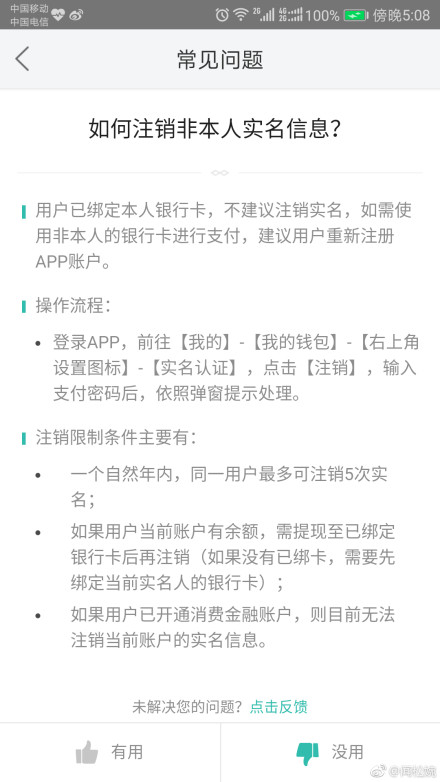 中国移动
中国电信
2G 4G 2G 100% 傍晚5:08
常见问题
如何注销非本人实名信息？
用户已绑定本人银行卡，不建议注销实名，如需使
用非本人的银行卡进行支付，建议用户重新注册
APP账户。
操作流程：
登录APP，前往【我的】-【我的钱包】-【右上角
设置图标】-【实名认证】，点击【注销】，输入
支付密码后，依照弹窗提示处理。
注销限制条件主要有：
一个自然年内，同一用户最多可注销5次实
名；
如果用户当前账户有余额，需提现至已绑定
银行卡后再注销（如果没有已绑卡，需要先
绑定当前实名人的银行卡）；
如果用户已开通消费金融账户，则目前无法
注销当前账户的实名信息。
未解决您的问题？点击反馈
有用
没用